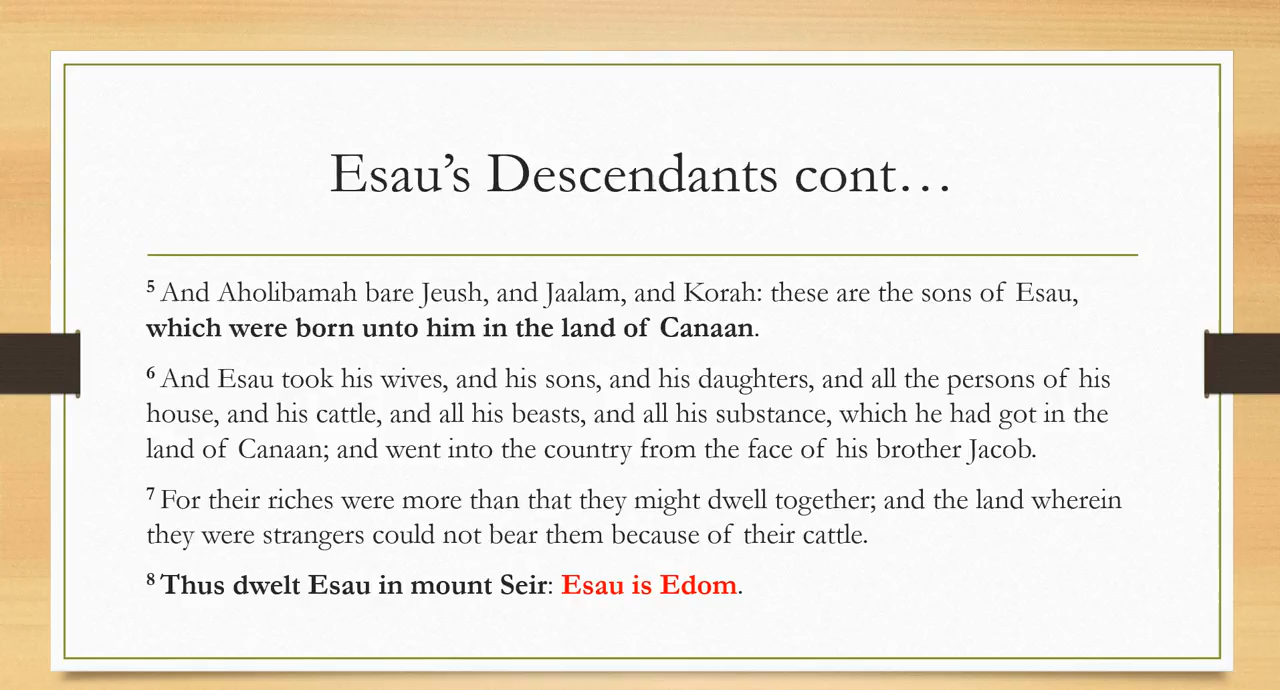 Esau’s Descendants cont…
5 And Aholibamah bare Jeush, and Jaalam, and Korah: these are the sons of Esau,
which were born unto him in the land of Canaan.
6 And Esau took his wives, and his sons, and his daughters, and all the persons of his
house, and his cattle, and all his beasts, and all his substance, which he had got in the
land of Canaan; and went into the country from the face of his brother Jacob.
7 For their riches were more than that they might dwell together; and the land wherein
they were strangers could not bear them because of their cattle.
8 Thus dwelt Esau in mount Seir: Esau is Edom.